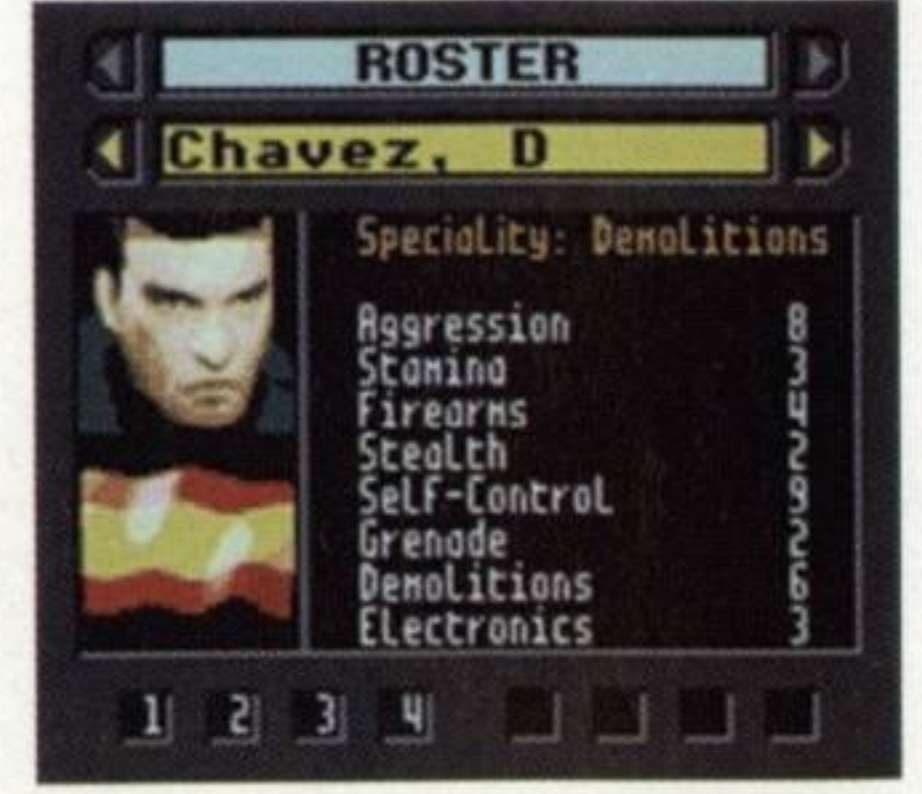 ROSTER
Chavez, D
Speciality: Demolitions
Aggression 8
Stamina 3
Firearms 4
Stealth 2
Self-Control 9
Grenade 2
Demolitions 6
Electronics 3
1 2 3 4